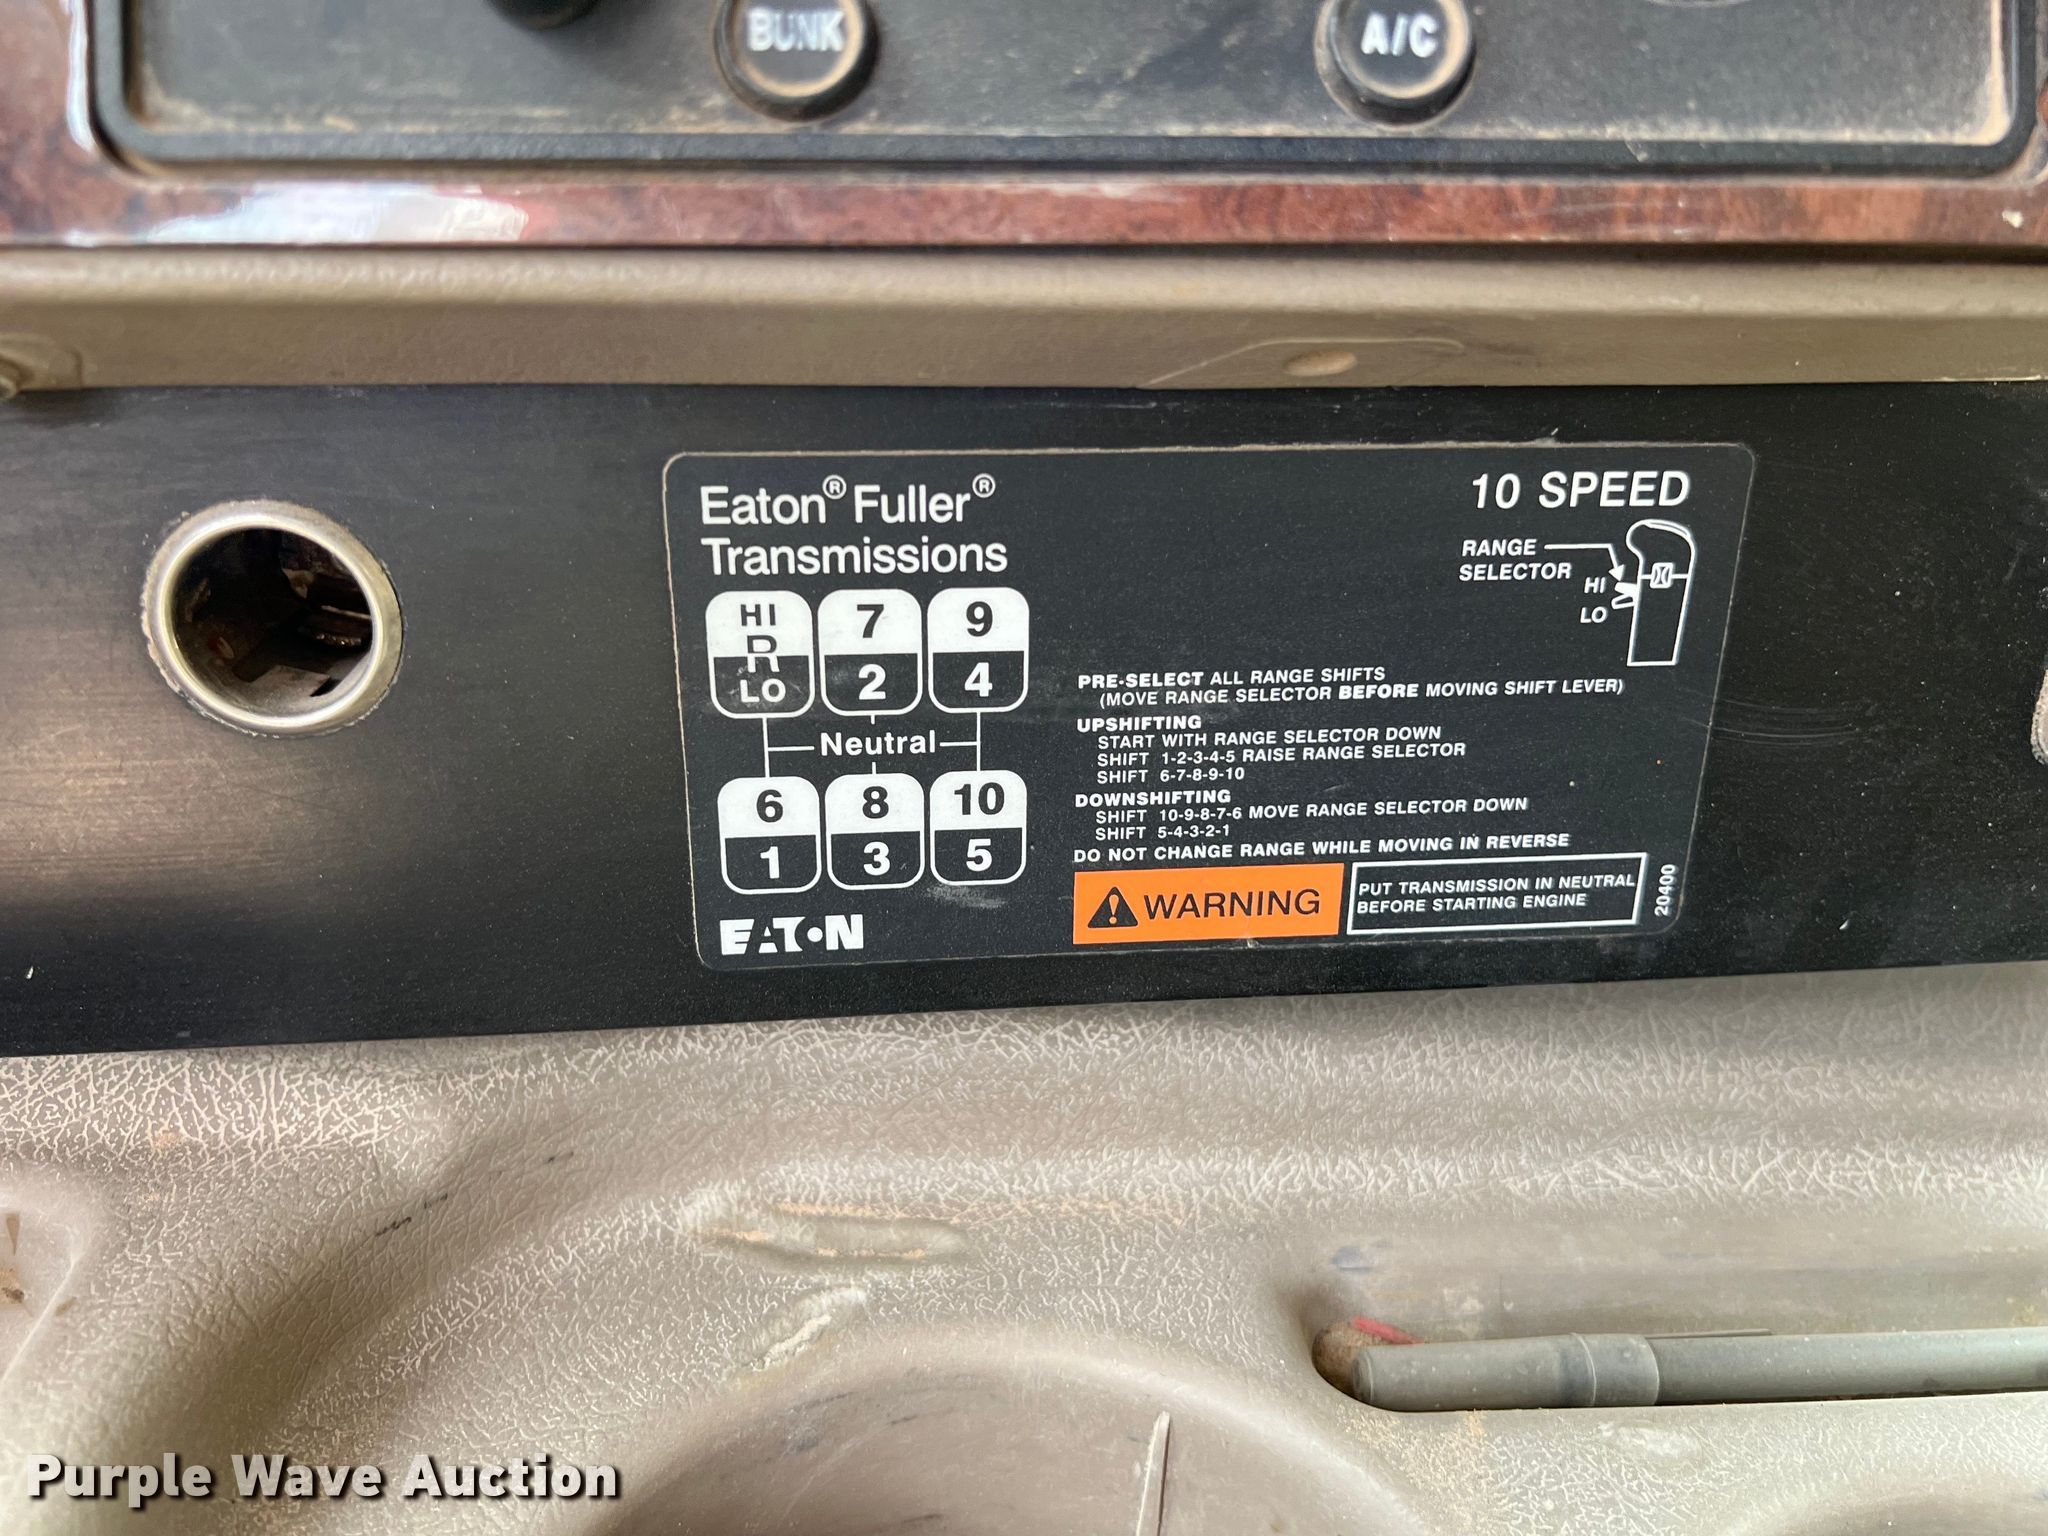 BUNK
A/C
Eaton® Fuller®
Transmissions
10 SPEED
RANGE
SELECTOR
HI
LO
HI 7 9
R
LO 2 4
Neutral
6 8 10
1 3 5
EATON
PRE-SELECT ALL RANGE SHIFTS
(MOVE RANGE SELECTOR BEFORE MOVING SHIFT LEVER)
UPSHIFTING
START WITH RANGE SELECTOR DOWN
SHIFT 1-2-3-4-5 RAISE RANGE SELECTOR
SHIFT 6-7-8-9-10
DOWNSHIFTING
SHIFT 10-9-8-7-6 MOVE RANGE SELECTOR DOWN
SHIFT 5-4-3-2-1
DO NOT CHANGE RANGE WHILE MOVING IN REVERSE
WARNING
PUT TRANSMISSION IN NEUTRAL
BEFORE STARTING ENGINE
20400
Purple Wave Auction